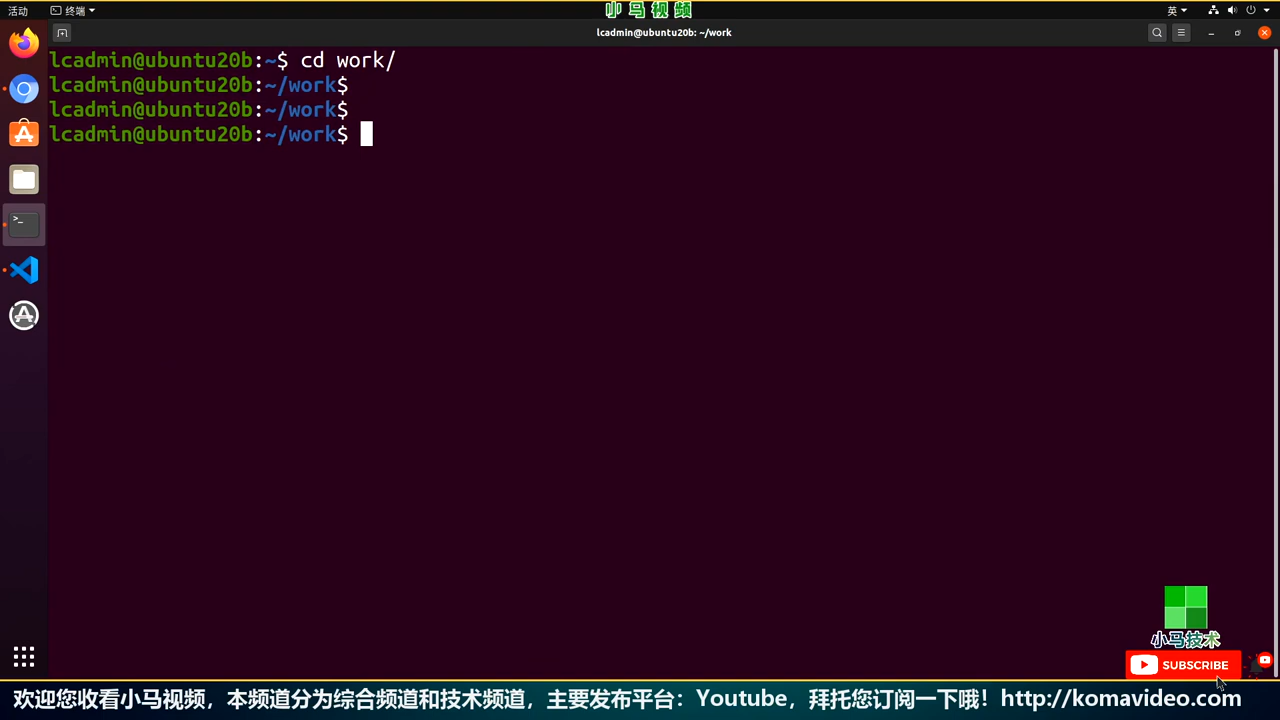 活动 终端 小马视频 英
lcadmin@ubuntu20b: ~/work
lcadmin@ubuntu20b:~$ cd work/
lcadmin@ubuntu20b:~/work$
lcadmin@ubuntu20b:~/work$
lcadmin@ubuntu20b:~/work$
小马技术
SUBSCRIBE
欢迎您收看小马视频，本频道分为综合频道和技术频道，主要发布平台：Youtube，拜托您订阅一下哦！http://komavideo.com